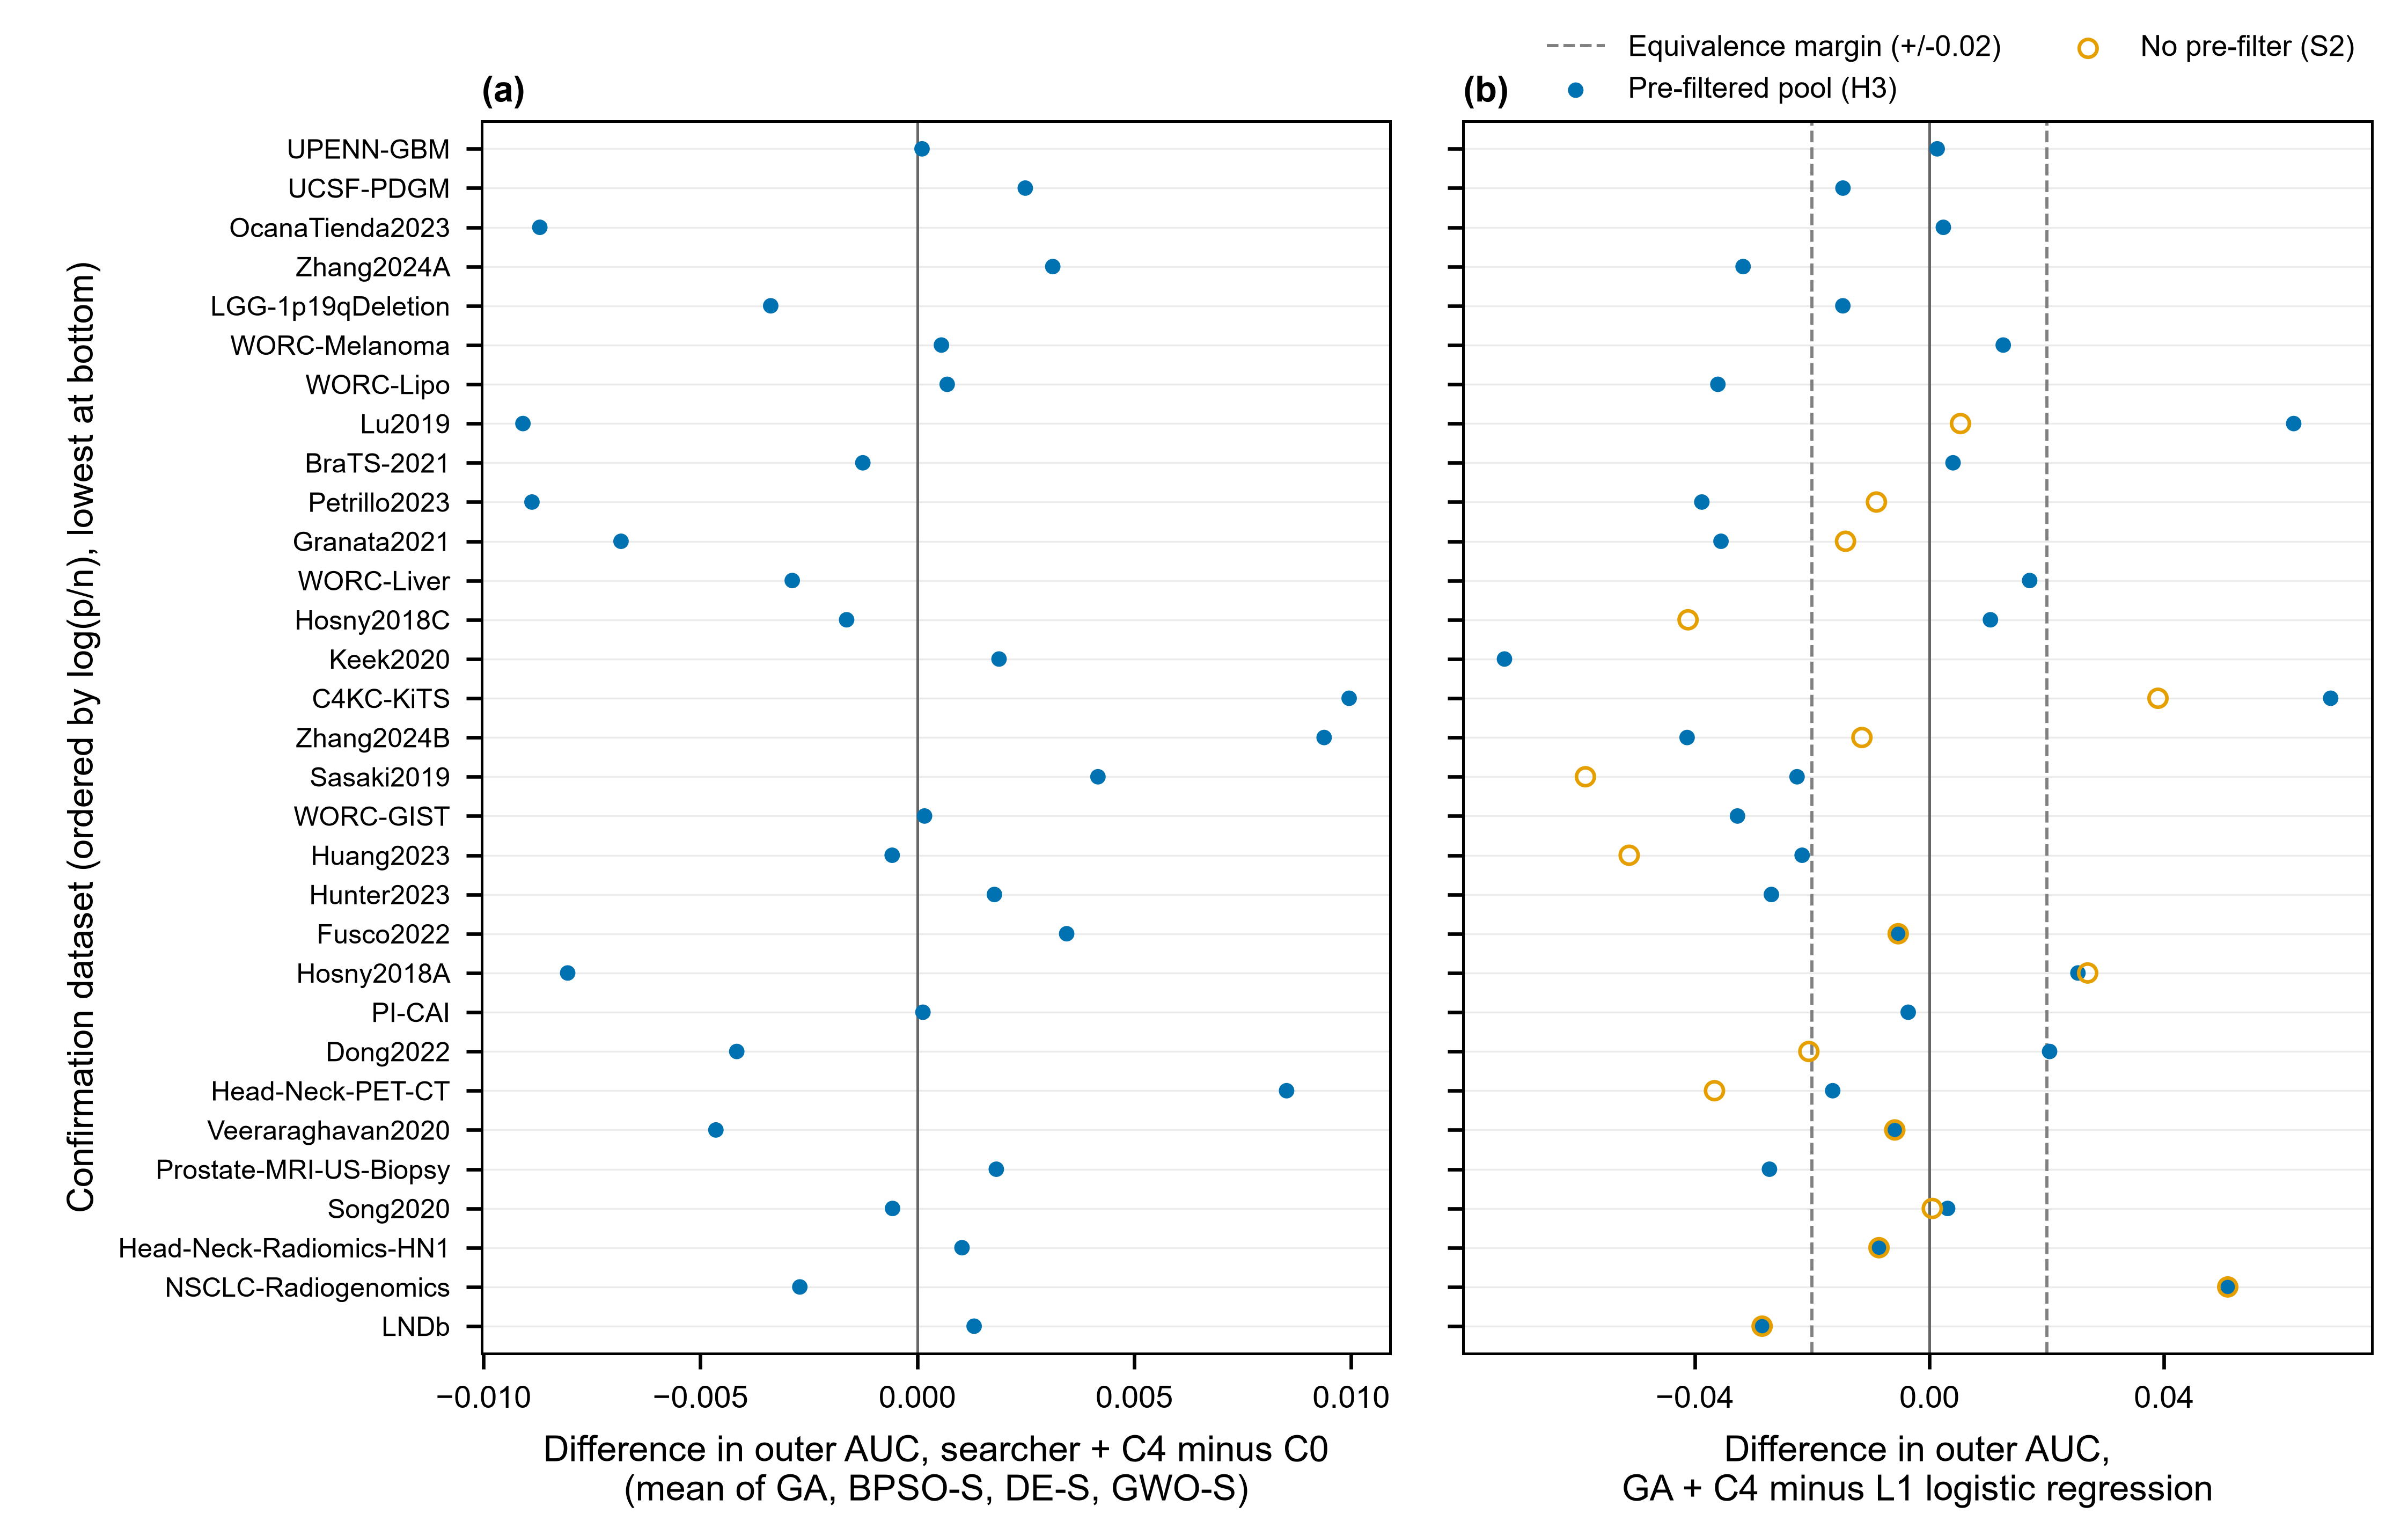 Equivalence margin (+/-0.02)
No pre-filter (S2)
Pre-filtered pool (H3)
(a)
(b)
Confirmation dataset (ordered by log(p/n), lowest at bottom)
UPENN-GBM
UCSF-PDGM
OcanaTienda2023
Zhang2024A
LGG-1p19qDeletion
WORC-Melanoma
WORC-Lipo
Lu2019
BraTS-2021
Petrillo2023
Granata2021
WORC-Liver
Hosny2018C
Keek2020
C4KC-KiTS
Zhang2024B
Sasaki2019
WORC-GIST
Huang2023
Hunter2023
Fusco2022
Hosny2018A
PI-CAI
Dong2022
Head-Neck-PET-CT
Veeraraghavan2020
Prostate-MRI-US-Biopsy
Song2020
Head-Neck-Radiomics-HN1
NSCLC-Radiogenomics
LNDb
−0.010 −0.005 0.000 0.005 0.010
Difference in outer AUC, searcher + C4 minus C0
(mean of GA, BPSO-S, DE-S, GWO-S)
−0.04 0.00 0.04
Difference in outer AUC,
GA + C4 minus L1 logistic regression